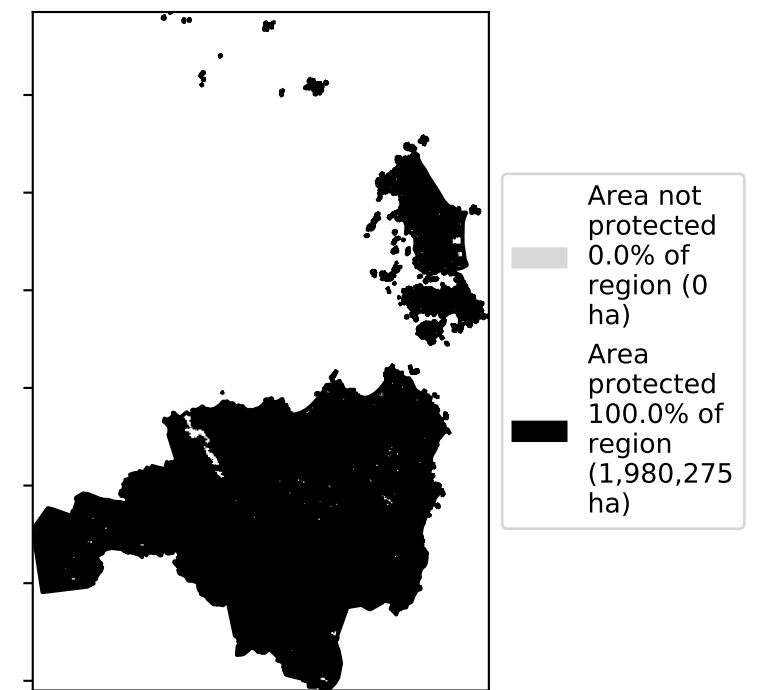 Area not
protected
0.0% of
region (0
ha)
Area
protected
100.0% of
region
(1,980,275
ha)